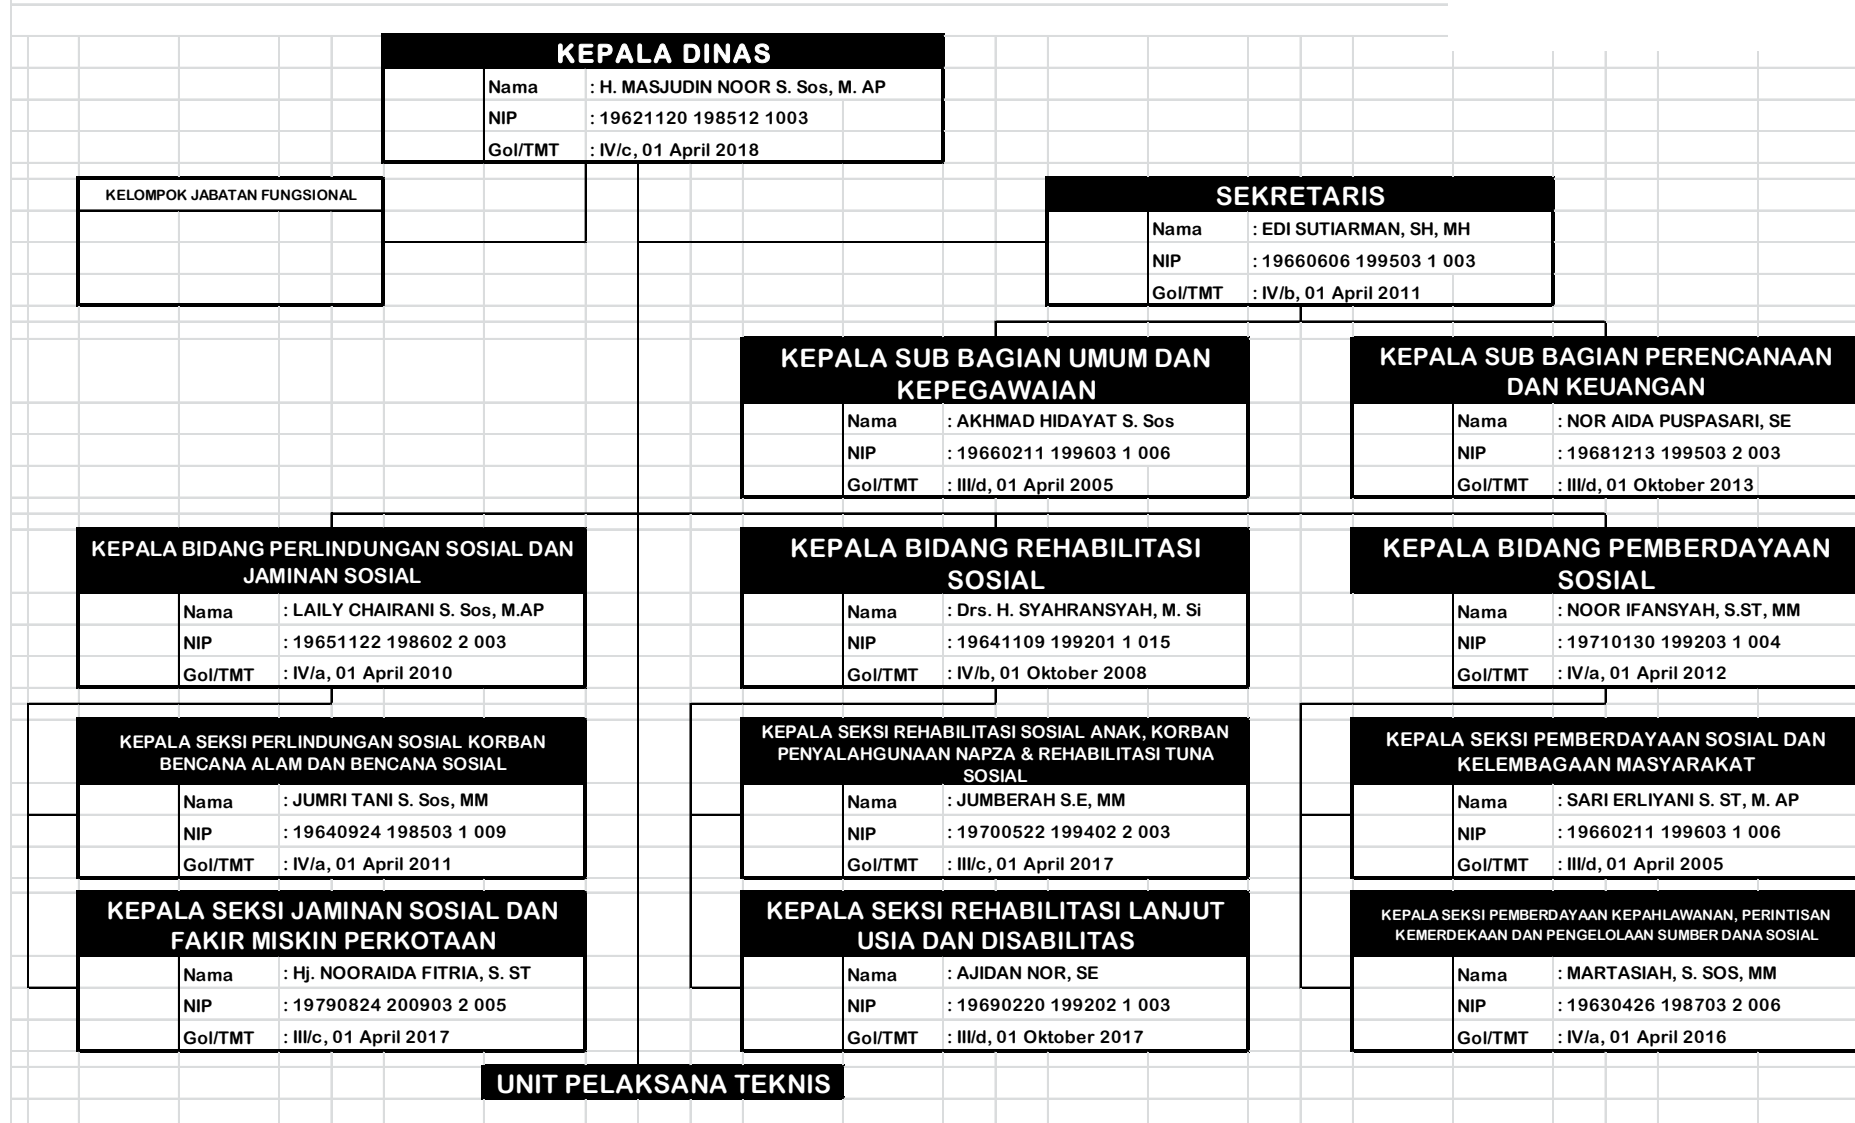 KEPALA DINAS
Nama : H. MASJUDIN NOOR S. Sos, M. AP
NIP : 19621120 198512 1003
Gol/TMT : IV/c, 01 April 2018
KELOMPOK JABATAN FUNGSIONAL
SEKRETARIS
Nama : EDI SUTIARMAN, SH, MH
NIP : 19660606 199503 1 003
Gol/TMT : IV/b, 01 April 2011
KEPALA SUB BAGIAN UMUM DAN
KEPEGAWAIAN
Nama : AKHMAD HIDAYAT S. Sos
NIP : 19660211 199603 1 006
Gol/TMT : III/d, 01 April 2005
KEPALA SUB BAGIAN PERENCANAAN
DAN KEUANGAN
Nama : NOR AIDA PUSPASARI, SE
NIP : 19681213 199503 2 003
Gol/TMT : III/d, 01 Oktober 2013
KEPALA BIDANG PERLINDUNGAN SOSIAL DAN
JAMINAN SOSIAL
Nama : LAILY CHAIRANI S. Sos, M.AP
NIP : 19651122 198602 2 003
Gol/TMT : IV/a, 01 April 2010
KEPALA BIDANG REHABILITASI
SOSIAL
Nama : Drs. H. SYAHRANSYAH, M. Si
NIP : 19641109 199201 1 015
Gol/TMT : IV/b, 01 Oktober 2008
KEPALA BIDANG PEMBERDAYAAN
SOSIAL
Nama : NOOR IFANSYAH, S.ST, MM
NIP : 19710130 199203 1 004
Gol/TMT : IV/a, 01 April 2012
KEPALA SEKSI PERLINDUNGAN SOSIAL KORBAN
BENCANA ALAM DAN BENCANA SOSIAL
Nama : JUMRI TANI S. Sos, MM
NIP : 19640924 198503 1 009
Gol/TMT : IV/a, 01 April 2011
KEPALA SEKSI REHABILITASI SOSIAL ANAK, KORBAN
PENYALAHGUNAAN NAPZA & REHABILITASI TUNA
SOSIAL
Nama : JUMBERAH S.E, MM
NIP : 19700522 199402 2 003
Gol/TMT : III/c, 01 April 2017
KEPALA SEKSI PEMBERDAYAAN SOSIAL DAN
KELEMBAGAAN MASYARAKAT
Nama : SARI ERLIYANI S. ST, M. AP
NIP : 19660211 199603 1 006
Gol/TMT : III/d, 01 April 2005
KEPALA SEKSI JAMINAN SOSIAL DAN
FAKIR MISKIN PERKOTAAN
Nama : Hj. NOORAIDA FITRIA, S. ST
NIP : 19790824 200903 2 005
Gol/TMT : III/c, 01 April 2017
KEPALA SEKSI REHABILITASI LANJUT
USIA DAN DISABILITAS
Nama : AJIDAN NOR, SE
NIP : 19690220 199202 1 003
Gol/TMT : III/d, 01 Oktober 2017
KEPALA SEKSI PEMBERDAYAAN KEPAHLAWANAN, PERINTISAN
KEMERDEKAAN DAN PENGELOLAAN SUMBER DANA SOSIAL
Nama : MARTASIAH, S. SOS, MM
NIP : 19630426 198703 2 006
Gol/TMT : IV/a, 01 April 2016
UNIT PELAKSANA TEKNIS